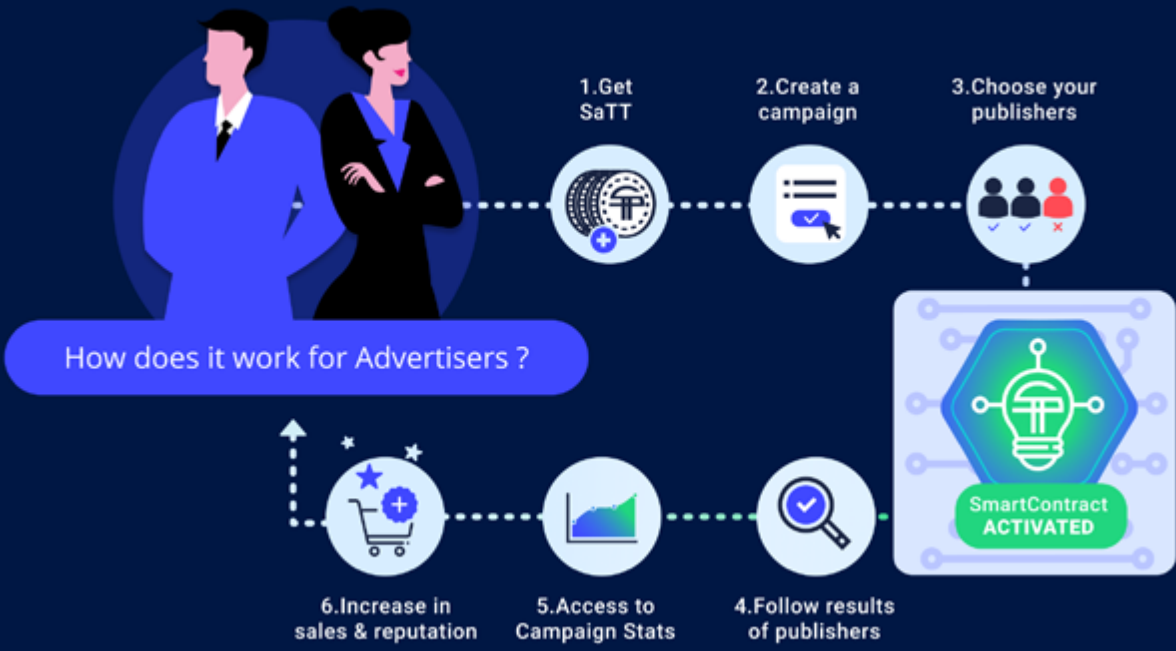 1.Get
SaTT
2.Create a
campaign
3.Choose your
publishers
How does it work for Advertisers ?
SmartContract
ACTIVATED
6.Increase in
sales & reputation
5.Access to
Campaign Stats
4.Follow results
of publishers